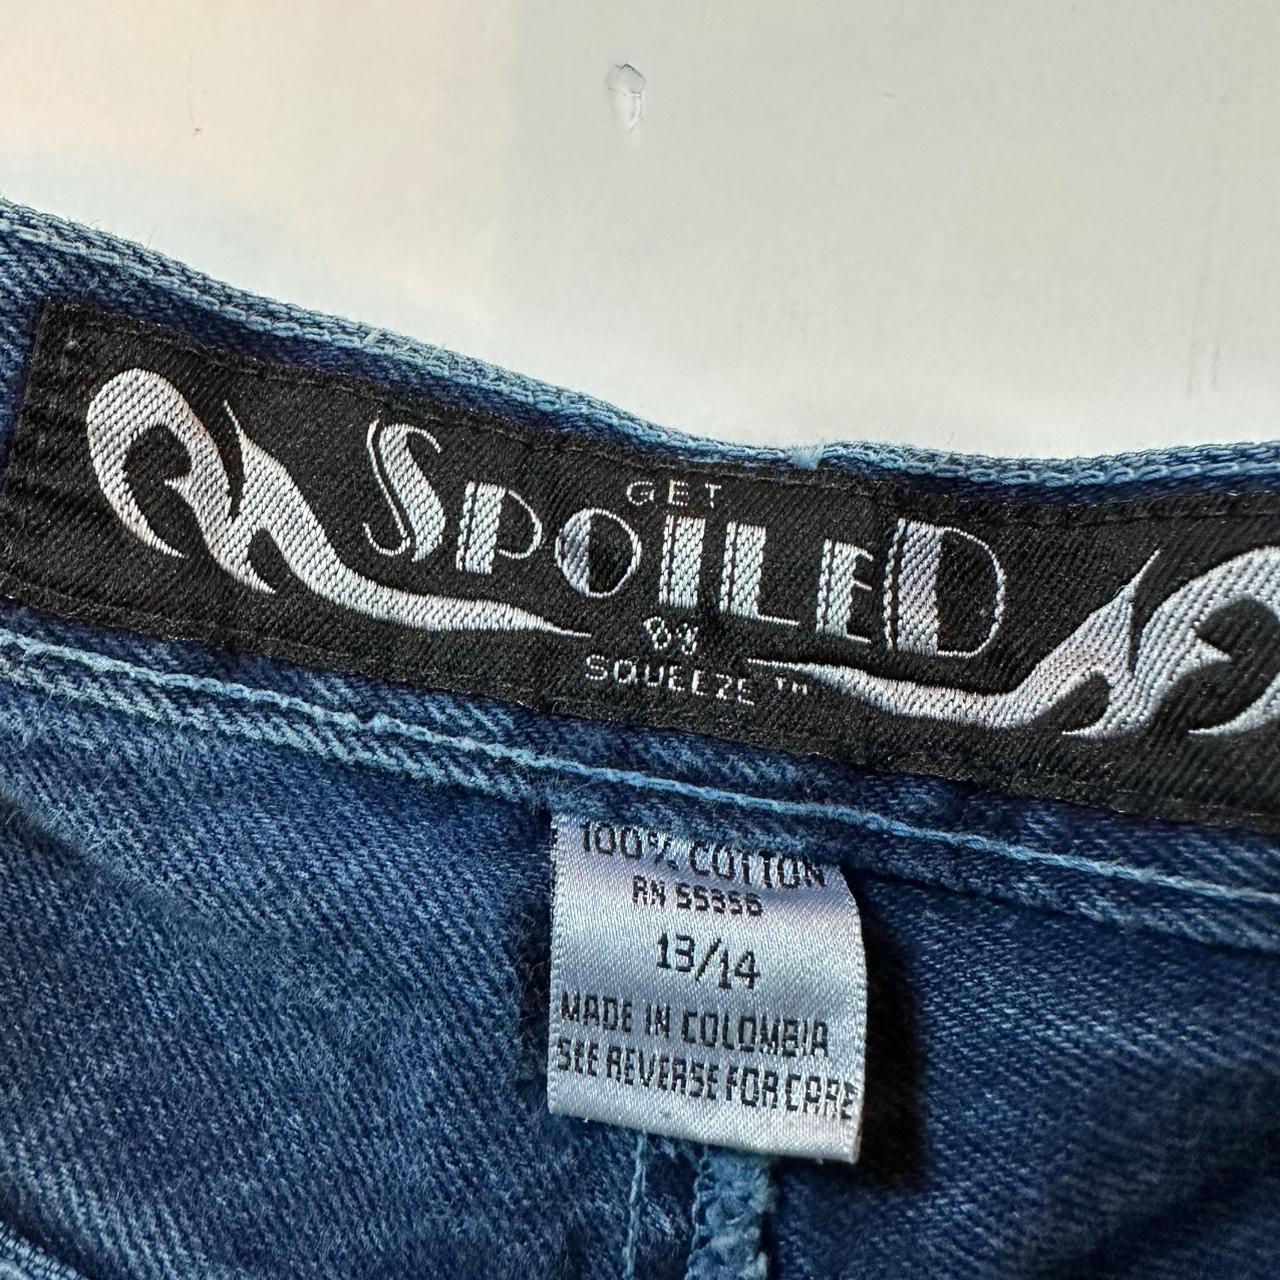 GET
SPOILED
BY
SQUEEZE ™
100% COTTON
RN 55356
13/14
MADE IN COLOMBIA
SEE REVERSE FOR CARE